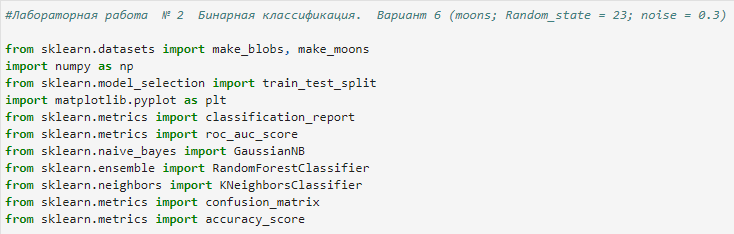 #Лабораторная работа № 2 Бинарная классификация. Вариант 6 (moons; Random_state = 23; noise = 0.3)
from sklearn.datasets import make_blobs, make_moons
import numpy as np
from sklearn.model_selection import train_test_split
import matplotlib.pyplot as plt
from sklearn.metrics import classification_report
from sklearn.metrics import roc_auc_score
from sklearn.naive_bayes import GaussianNB
from sklearn.ensemble import RandomForestClassifier
from sklearn.neighbors import KNeighborsClassifier
from sklearn.metrics import confusion_matrix
from sklearn.metrics import accuracy_score